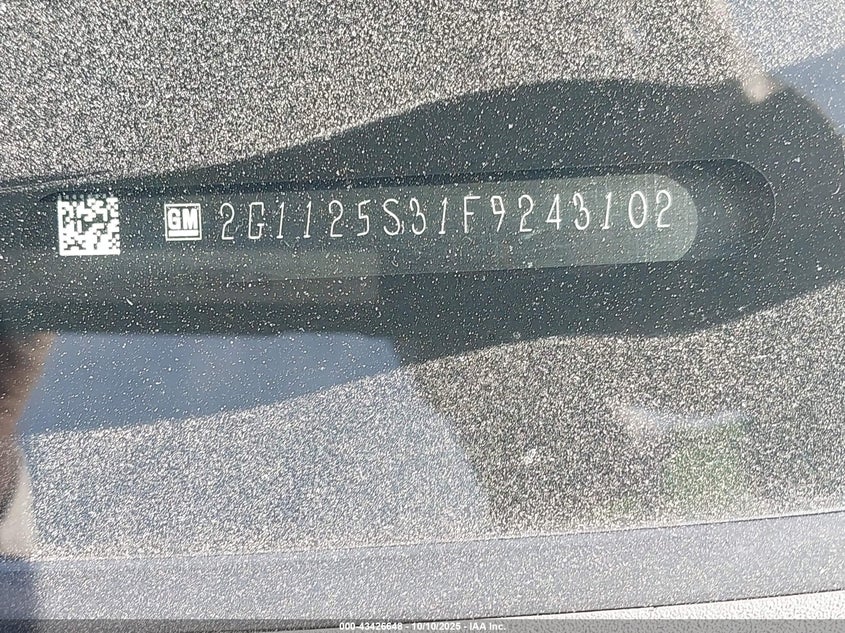 GM 2G1125S31F9243102
000-43426648 - 10/10/2025 - IAA Inc.